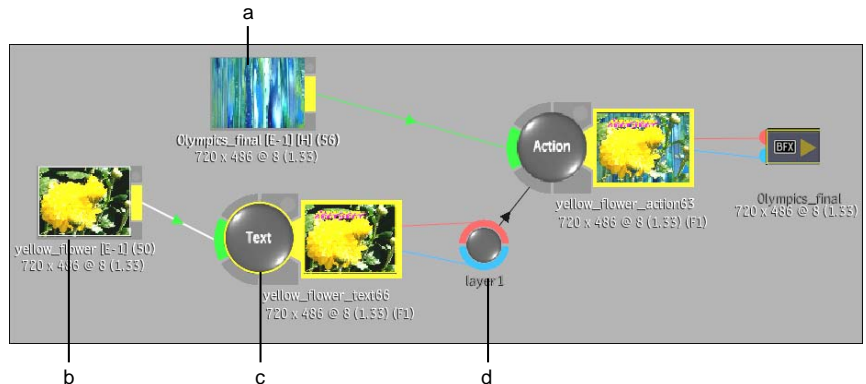 a
Olympics_final [E-1] [H] (56)
720 x 486 @ 8 (1.33)
Action
yellow_flower_action63
720 x 486 @ 8 (1.33) (F1)
BFX
Olympics_final
720 x 486 @ 8 (1.33)
yellow_flower [E-1] (50)
720 x 486 @ 8 (1.33)
Text
yellow_flower_text66
720 x 486 @ 8 (1.33) (F1)
layer1
b
c
d